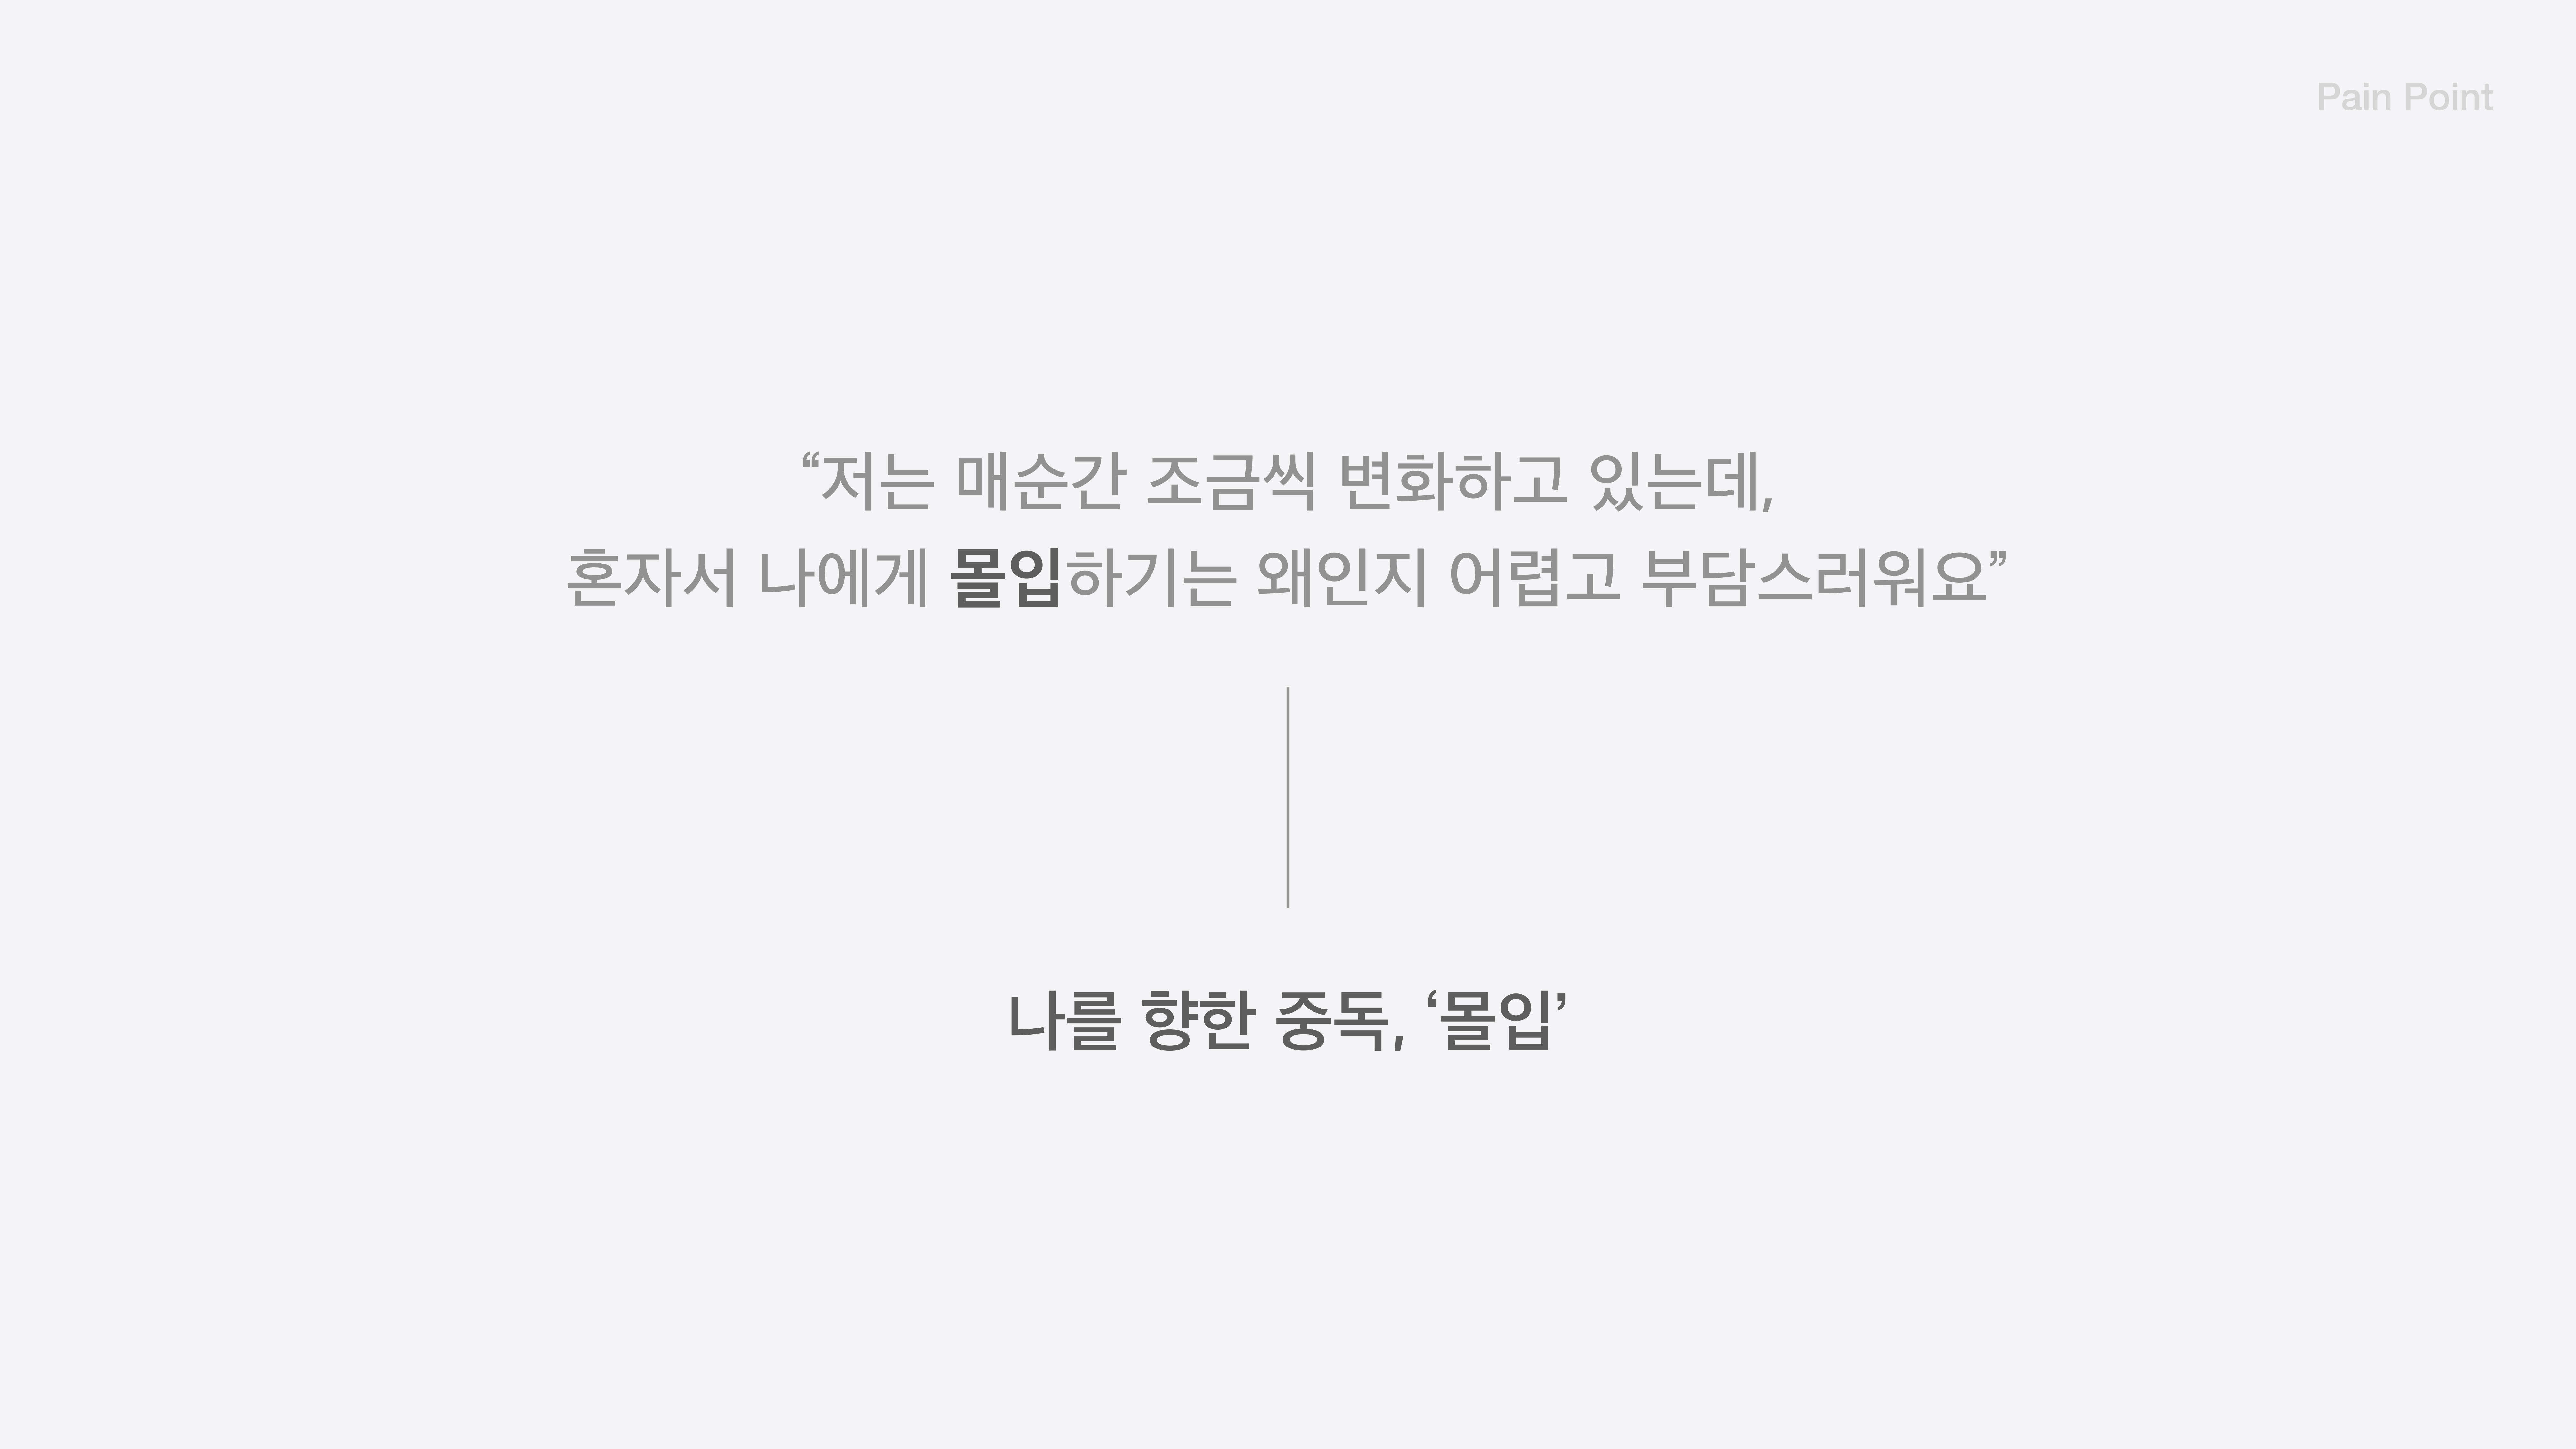 Pain Point
“저는 매순간 조금씩 변화하고 있는데,
혼자서 나에게 몰입하기는 왜인지 어렵고 부담스러워요”
나를 향한 중독, ‘몰입’